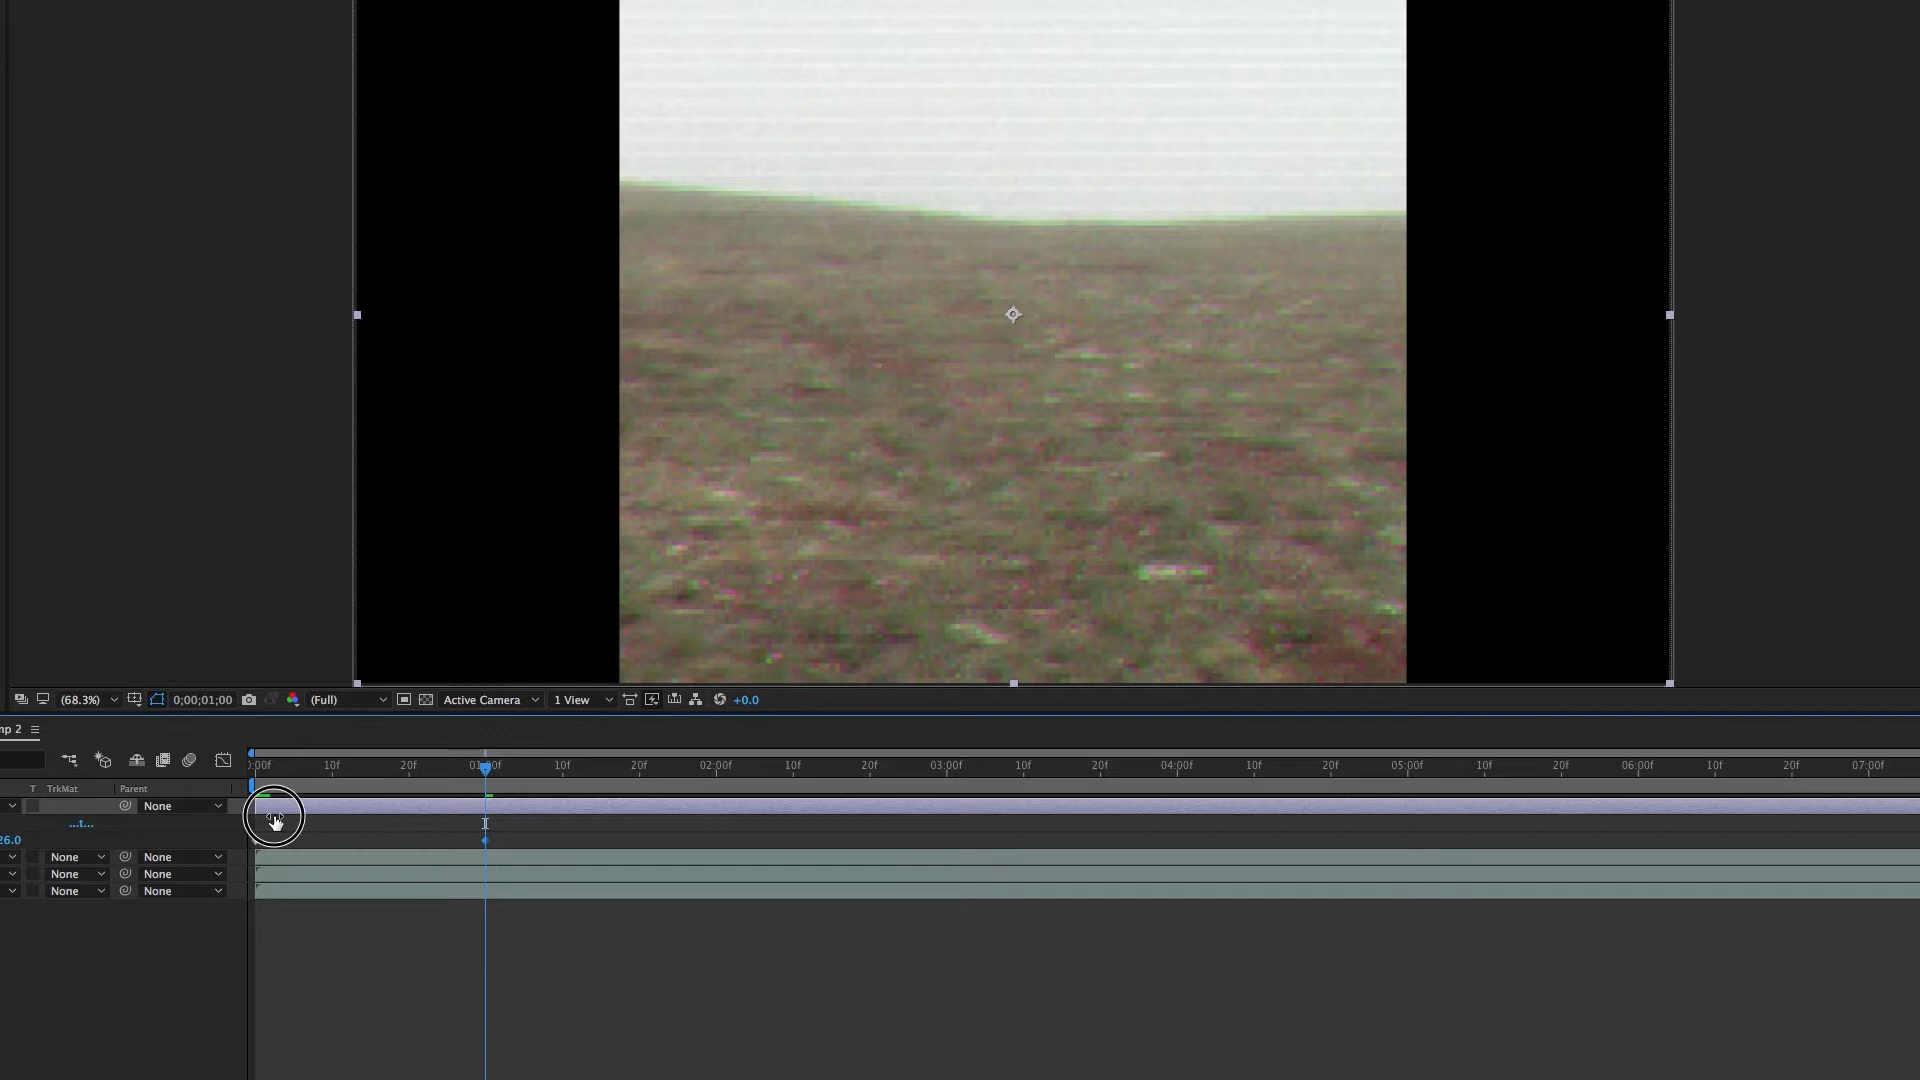 (68.3%) 0;00;01;00 (Full) Active Camera 1 View +0.0
mp 2
:00f 10f 20f 01:00f 10f 20f 02:00f 10f 20f 03:00f 10f 20f 04:00f 10f 20f 05:00f 10f 20f 06:00f 10f 20f 07:00f
T TrkMat Parent
None
...t...
26.0
None None
None None
None None